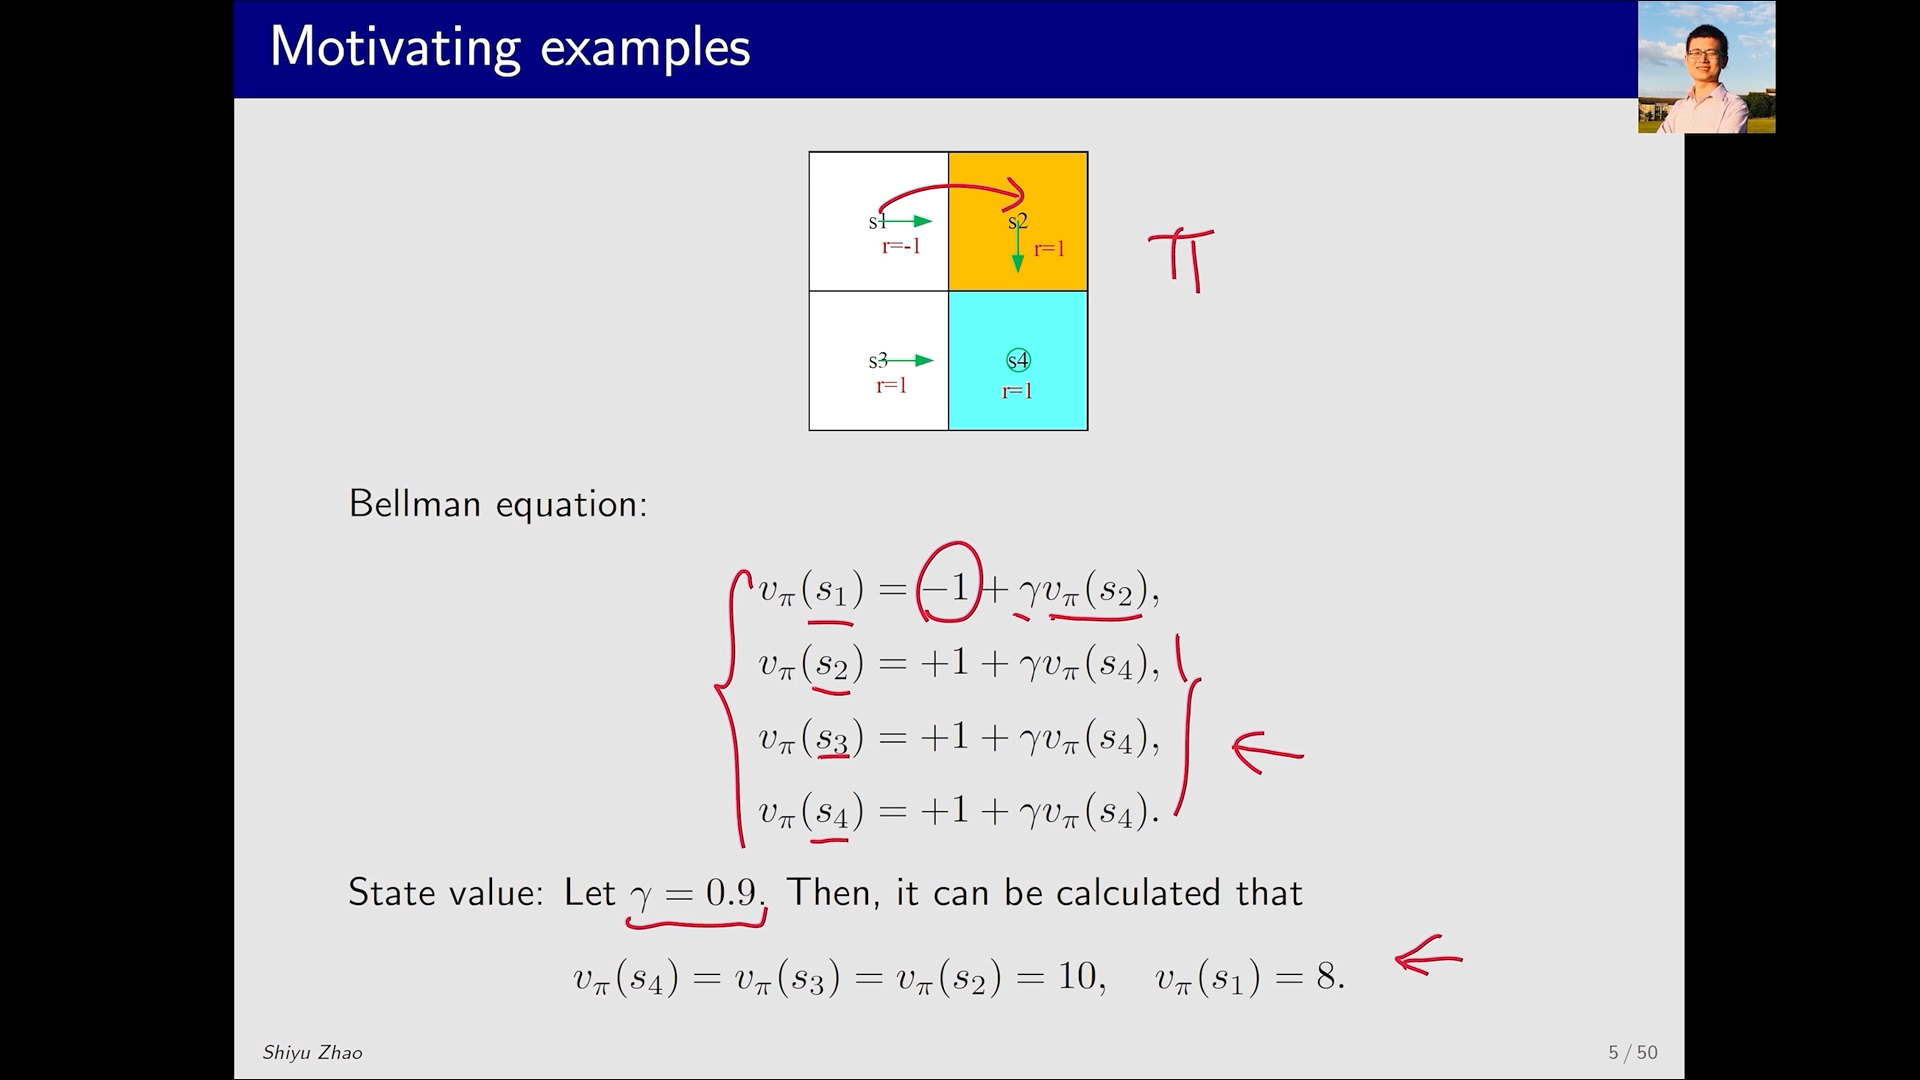 Motivating examples
s1
r=-1
s2
r=1
π
s3
r=1
s4
r=1
Bellman equation:
vπ(s1) = −1 + γvπ(s2),
vπ(s2) = +1 + γvπ(s4),
vπ(s3) = +1 + γvπ(s4),
vπ(s4) = +1 + γvπ(s4).
State value: Let γ = 0.9. Then, it can be calculated that
vπ(s4) = vπ(s3) = vπ(s2) = 10, vπ(s1) = 8.
Shiyu Zhao
5 / 50